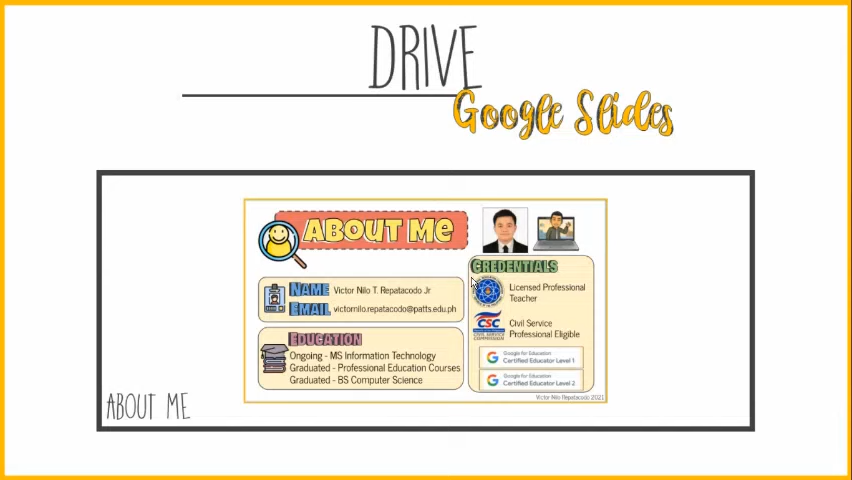 DRIVE
Google Slides
ABOUT ME
NAME Victor Nilo T. Repatacodo Jr
EMAIL victornilo.repatacodo@patts.edu.ph
EDUCATION
Ongoing - MS Information Technology
Graduated - Professional Education Courses
Graduated - BS Computer Science
CREDENTIALS
Licensed Professional
Teacher
CSC
CIVIL SERVICE
COMMISSION
Civil Service
Professional Eligible
Google for Education
Certified Educator Level 1
Google for Education
Certified Educator Level 2
Victor Nilo Repatacodo 2021
ABOUT ME